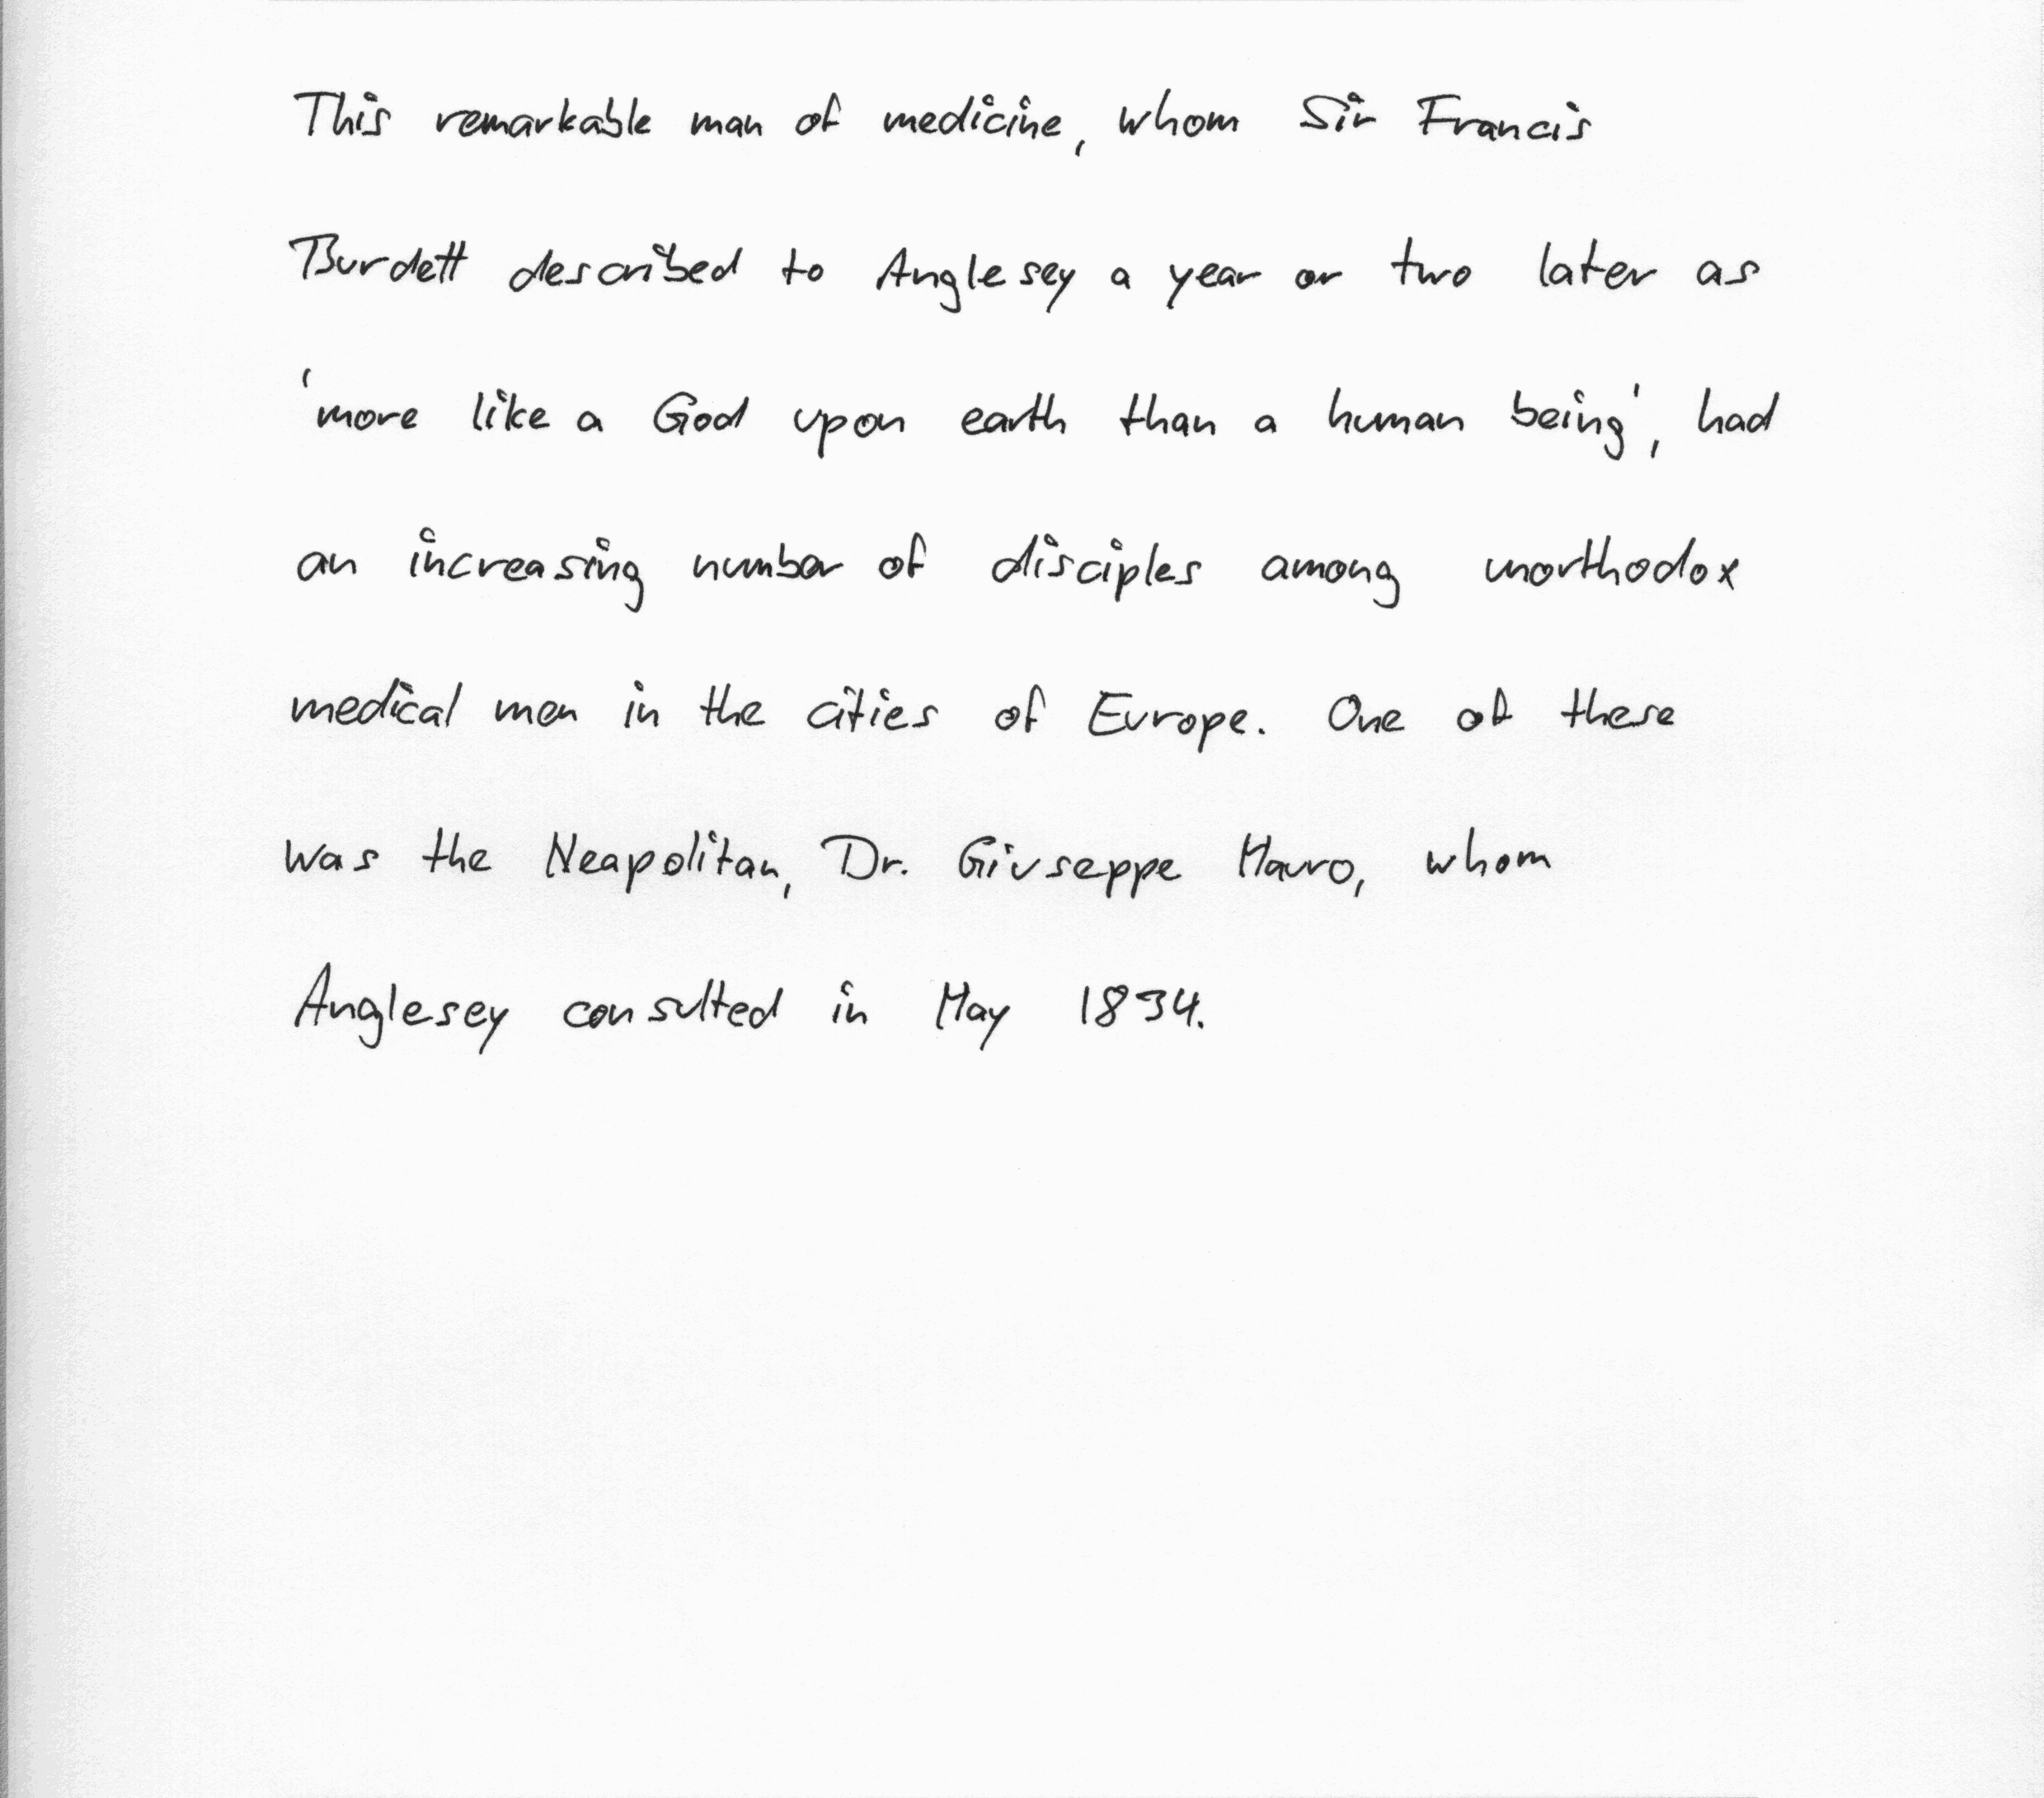 This remarkable man of medicine, whom Sir Francis
Burdett described to Anglesey a year or two later as
'more like a God upon earth than a human being', had
an increasing number of disciples among unorthodox
medical men in the cities of Europe. One of these
was the Neapolitan, Dr. Giuseppe Mauro, whom
Anglesey consulted in May 1834.